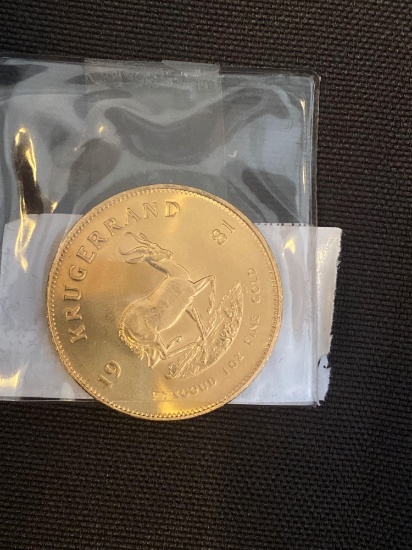 KRUGERRAND
19 81
FYNGOUD 1OZ FINE GOLD